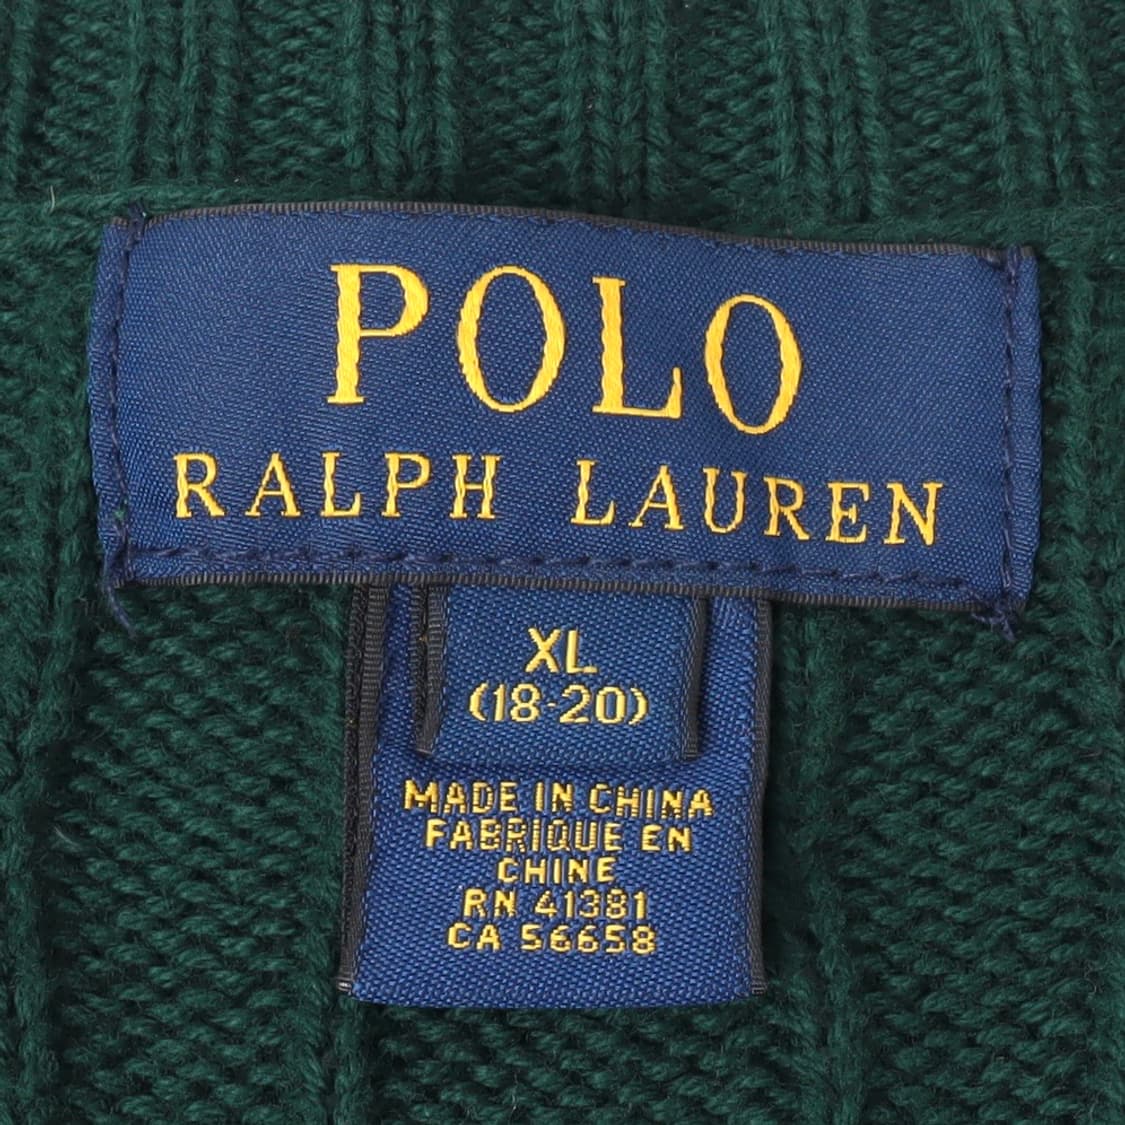 POLO
RALPH LAUREN
XL
(18-20)
MADE IN CHINA
FABRIQUE EN
CHINE
RN 41381
CA 56658